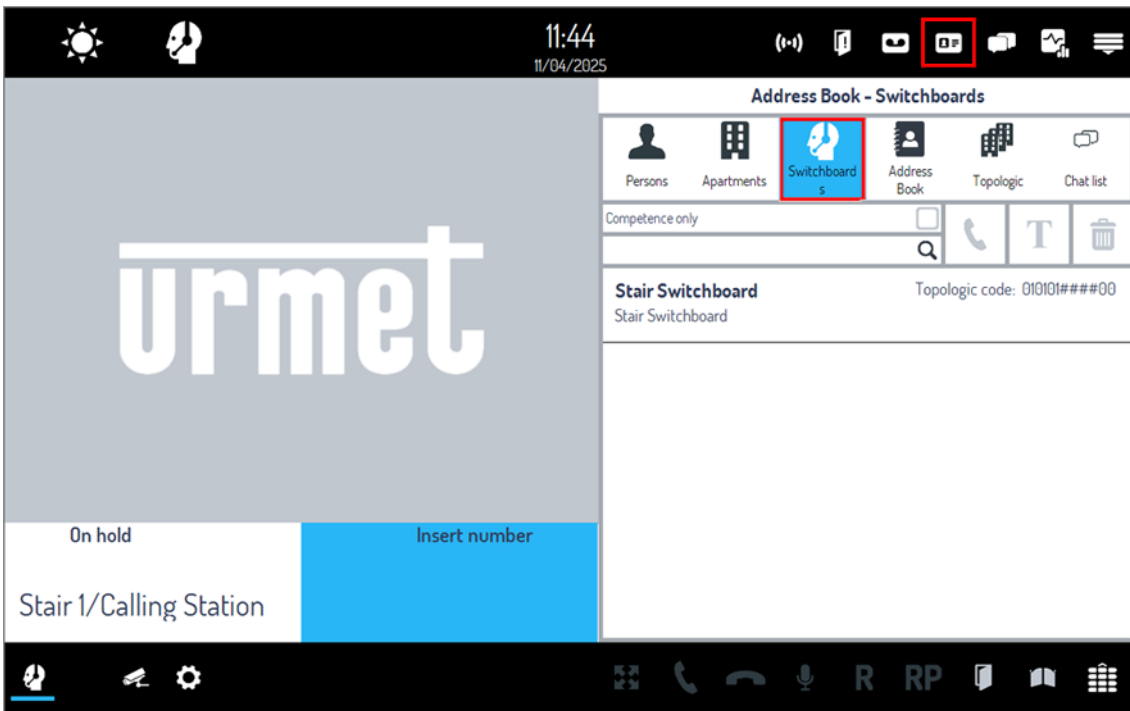 11:44
11/04/2025
Address Book - Switchboards
Persons
Apartments
Switchboard
s
Address
Book
Topologic
Chat list
Competence only
T
Stair Switchboard
Topologic code: 010101####00
Stair Switchboard
urmet
On hold
Insert number
Stair 1/Calling Station
R RP